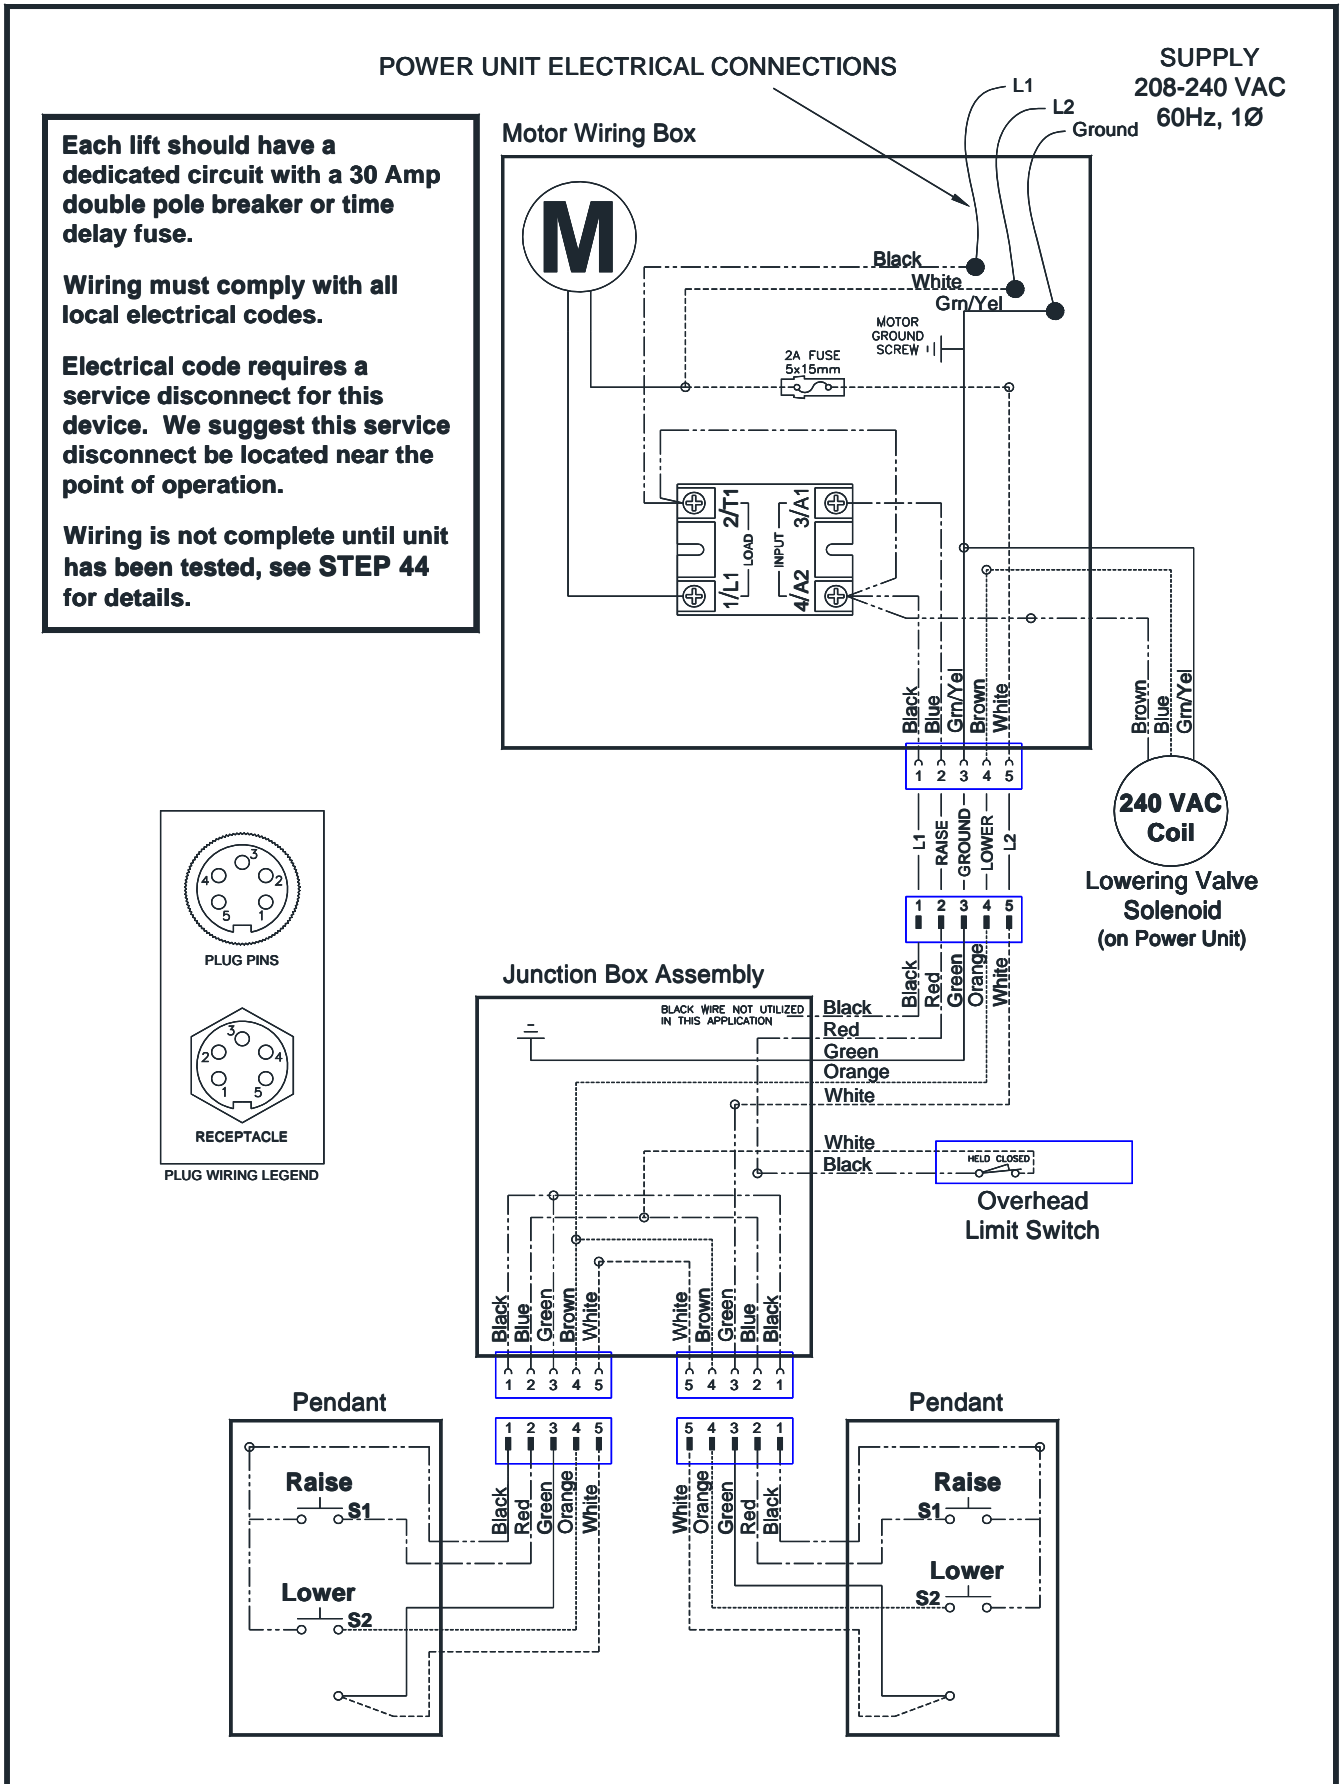 POWER UNIT ELECTRICAL CONNECTIONS
SUPPLY
208-240 VAC
60Hz, 1Ø
L1
L2
Ground
Each lift should have a
dedicated circuit with a 30 Amp
double pole breaker or time
delay fuse.
Wiring must comply with all
local electrical codes.
Electrical code requires a
service disconnect for this
device. We suggest this service
disconnect be located near the
point of operation.
Wiring is not complete until unit
has been tested, see STEP 44
for details.
Motor Wiring Box
M
Black
White
Grn/Yel
MOTOR
GROUND
SCREW
2A FUSE
5x15mm
2/T1
1/L1
LOAD
INPUT
3/A1
4/A2
Black
Blue
Grn/Yel
Brown
White
Brown
Blue
Grn/Yel
1 2 3 4 5
240 VAC
Coil
Lowering Valve
Solenoid
(on Power Unit)
L1
RAISE
GROUND
LOWER
L2
1 2 3 4 5
Black
Red
Green
Orange
White
3
4 2
5 1
PLUG PINS
3
2 4
1 5
RECEPTACLE
PLUG WIRING LEGEND
Junction Box Assembly
BLACK WIRE NOT UTILIZED
IN THIS APPLICATION
Black
Red
Green
Orange
White
White
Black
HELD CLOSED
Overhead
Limit Switch
Black
Blue
Green
Brown
White
White
Brown
Green
Blue
Black
1 2 3 4 5
5 4 3 2 1
Pendant
Pendant
1 2 3 4 5
5 4 3 2 1
Black
Red
Green
Orange
White
White
Orange
Green
Red
Black
Raise
S1
Lower
S2
Raise
S1
Lower
S2